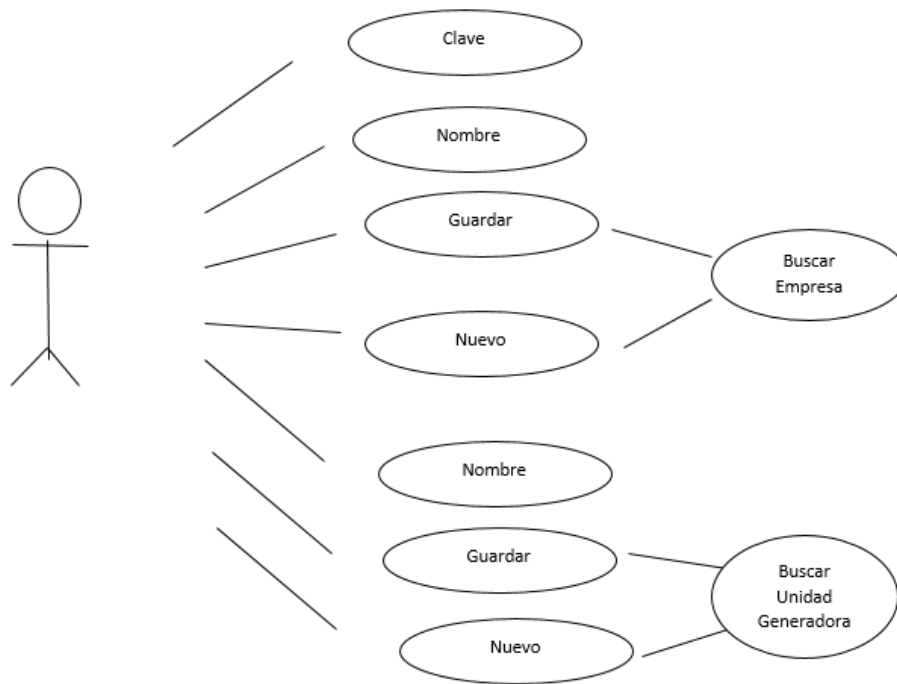 Clave
Nombre
Guardar
Buscar
Empresa
Nuevo
Nombre
Guardar
Buscar
Unidad
Generadora
Nuevo